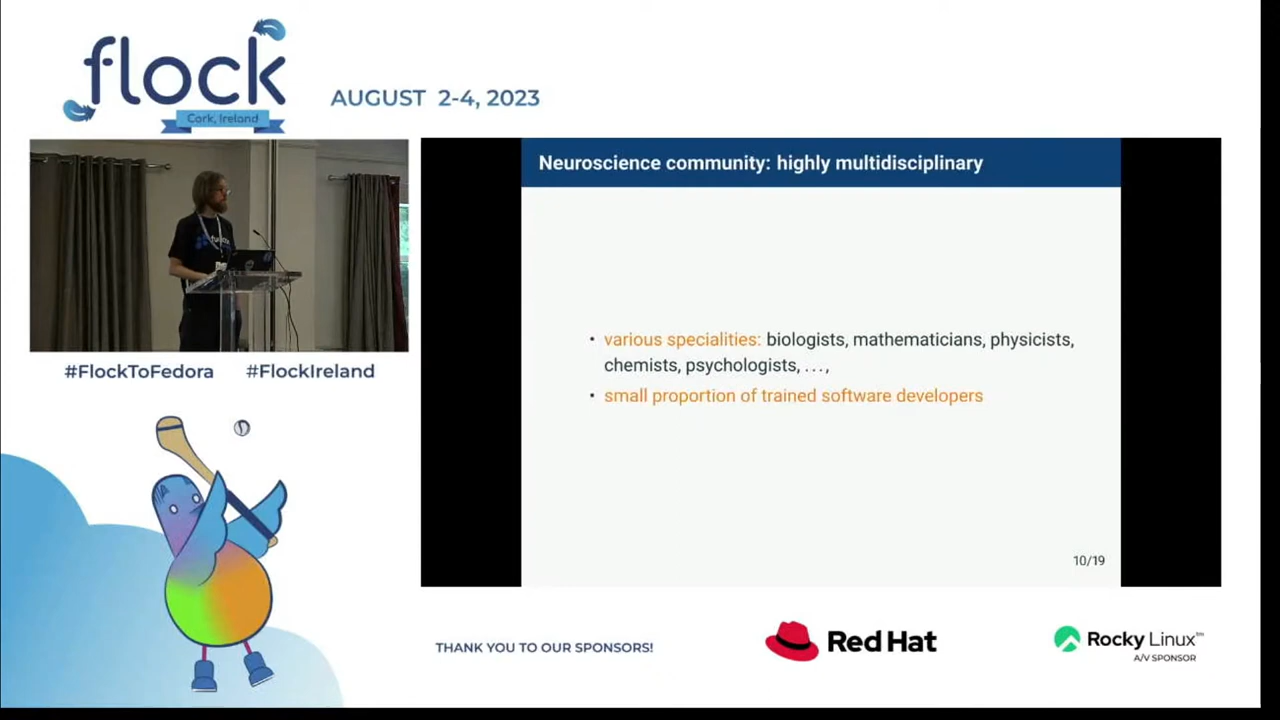 flock
Cork, Ireland
AUGUST 2-4, 2023
Neuroscience community: highly multidisciplinary
• various specialities: biologists, mathematicians, physicists,
chemists, psychologists, . . . ,
• small proportion of trained software developers
10/19
#FlockToFedora #FlockIreland
THANK YOU TO OUR SPONSORS!
Red Hat
Rocky Linux™
A/V SPONSOR